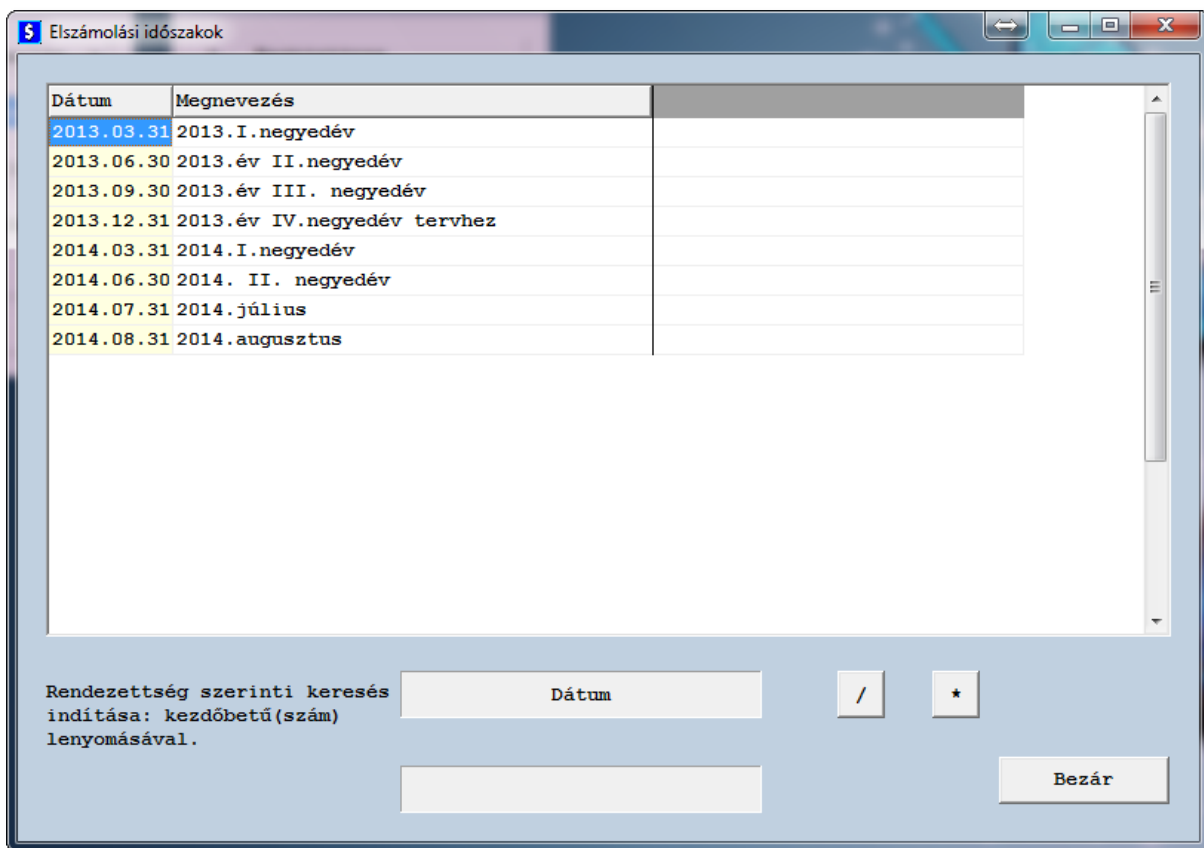 $ Elszámolási időszakok
Dátum Megnevezés
2013.03.31 2013.I.negyedév
2013.06.30 2013.év II.negyedév
2013.09.30 2013.év III. negyedév
2013.12.31 2013.év IV.negyedév tervhez
2014.03.31 2014.I.negyedév
2014.06.30 2014. II. negyedév
2014.07.31 2014.július
2014.08.31 2014.augusztus
Rendezettség szerinti keresés
indítása: kezdőbetű(szám)
lenyomásával.
Dátum
/ *
Bezár